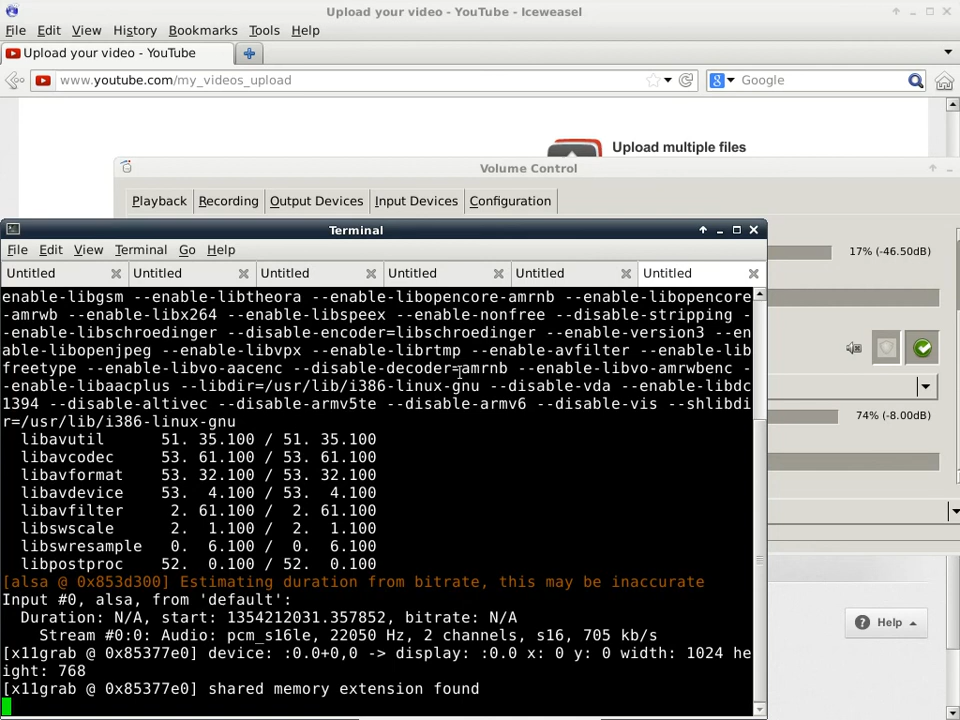 Upload your video - YouTube - Iceweasel
File Edit View History Bookmarks Tools Help
Upload your video - YouTube
www.youtube.com/my_videos_upload
Google
Upload multiple files
Volume Control
Playback Recording Output Devices Input Devices Configuration
17% (-46.50dB)
74% (-8.00dB)
Help
Terminal
File Edit View Terminal Go Help
Untitled Untitled Untitled Untitled Untitled Untitled
enable-libgsm --enable-libtheora --enable-libopencore-amrnb --enable-libopencore
-amrwb --enable-libx264 --enable-libspeex --enable-nonfree --disable-stripping -
-enable-libschroedinger --disable-encoder=libschroedinger --enable-version3 --en
able-libopenjpeg --enable-libvpx --enable-librtmp --enable-avfilter --enable-lib
freetype --enable-libvo-aacenc --disable-decoder=amrnb --enable-libvo-amrwbenc -
-enable-libaacplus --libdir=/usr/lib/i386-linux-gnu --disable-vda --enable-libdc
1394 --disable-altivec --disable-armv5te --disable-armv6 --disable-vis --shlibdi
r=/usr/lib/i386-linux-gnu
libavutil 51. 35.100 / 51. 35.100
libavcodec 53. 61.100 / 53. 61.100
libavformat 53. 32.100 / 53. 32.100
libavdevice 53. 4.100 / 53. 4.100
libavfilter 2. 61.100 / 2. 61.100
libswscale 2. 1.100 / 2. 1.100
libswresample 0. 6.100 / 0. 6.100
libpostproc 52. 0.100 / 52. 0.100
[alsa @ 0x853d300] Estimating duration from bitrate, this may be inaccurate
Input #0, alsa, from 'default':
Duration: N/A, start: 1354212031.357852, bitrate: N/A
Stream #0:0: Audio: pcm_s16le, 22050 Hz, 2 channels, s16, 705 kb/s
[x11grab @ 0x85377e0] device: :0.0+0,0 -> display: :0.0 x: 0 y: 0 width: 1024 he
ight: 768
[x11grab @ 0x85377e0] shared memory extension found